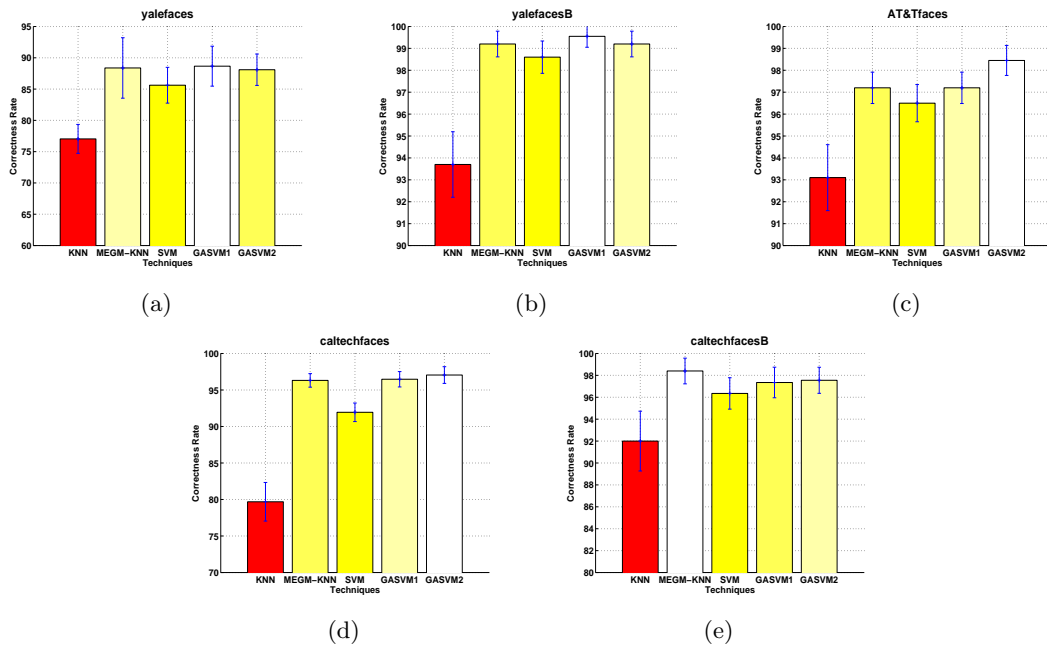 yalefaces
95
90
85
80
75
70
65
60
Correctness Rate
KNN MEGM−KNN SVM GASVM1 GASVM2
Techniques
(a)
yalefacesB
100
99
98
97
96
95
94
93
92
91
90
Correctness Rate
KNN MEGM−KNN SVM GASVM1 GASVM2
Techniques
(b)
AT&Tfaces
100
99
98
97
96
95
94
93
92
91
90
Correctness Rate
KNN MEGM−KNN SVM GASVM1 GASVM2
Techniques
(c)
caltechfaces
100
95
90
85
80
75
70
Correctness Rate
KNN MEGM−KNN SVM GASVM1 GASVM2
Techniques
(d)
caltechfacesB
100
98
96
94
92
90
88
86
84
82
80
Correctness Rate
KNN MEGM−KNN SVM GASVM1 GASVM2
Techniques
(e)